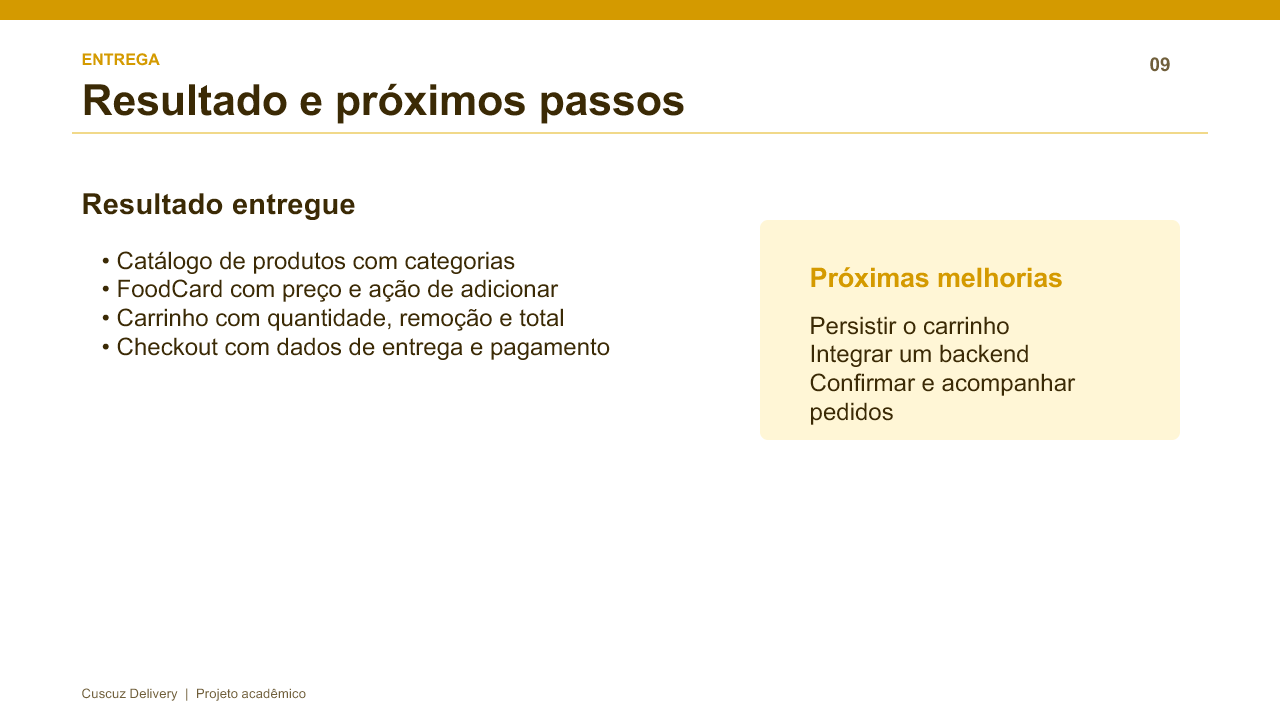 ENTREGA
09
Resultado e próximos passos
Resultado entregue
• Catálogo de produtos com categorias
• FoodCard com preço e ação de adicionar
• Carrinho com quantidade, remoção e total
• Checkout com dados de entrega e pagamento
Próximas melhorias
Persistir o carrinho
Integrar um backend
Confirmar e acompanhar
pedidos
Cuscuz Delivery | Projeto acadêmico